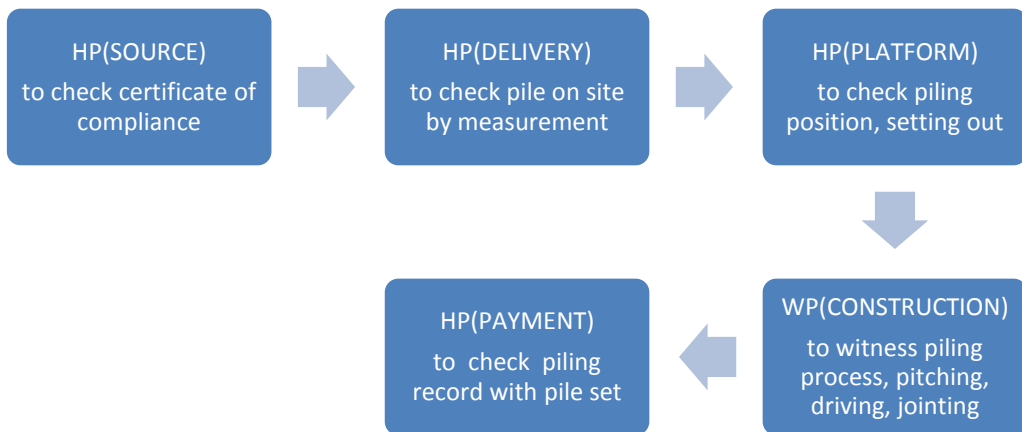 HP(SOURCE)
to check certificate of
compliance
HP(DELIVERY)
to check pile on site
by measurement
HP(PLATFORM)
to check piling
position, setting out
WP(CONSTRUCTION)
to witness piling
process, pitching,
driving, jointing
HP(PAYMENT)
to check piling
record with pile set